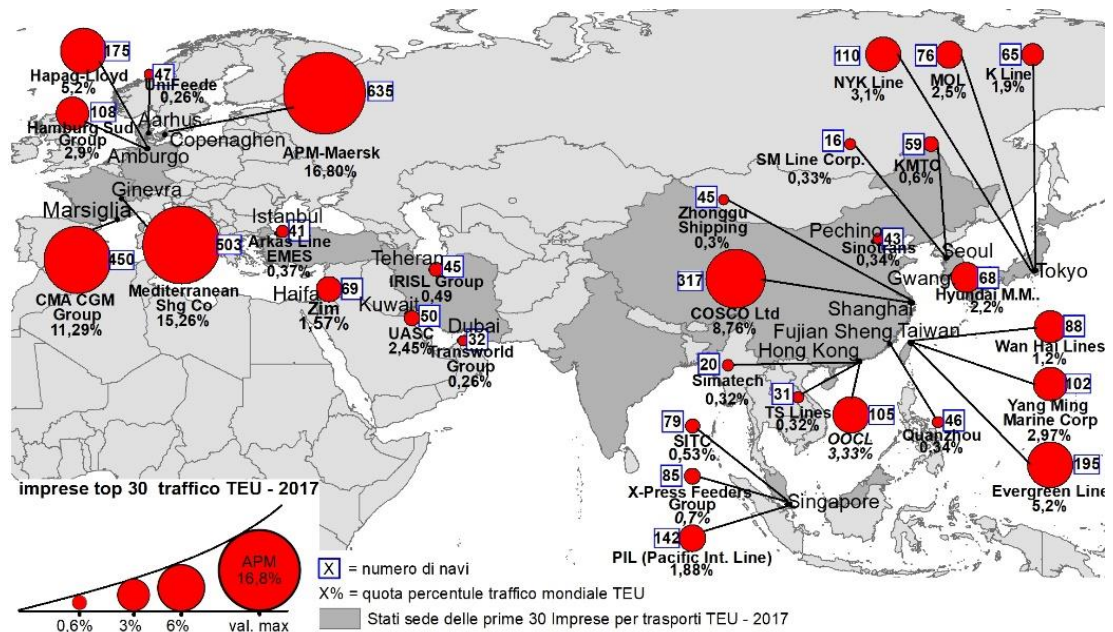 175
Hapag-Lloyd
5,2%
47
UniFeede
0,26%
108
Hamburg Sud
Group
2,9%
Aarhus
Copenaghen
Amburgo
635
APM-Maersk
16,80%
Ginevra
Marsiglia
450
CMA CGM
Group
11,29%
503
Mediterranean
Shg Co
15,26%
Istanbul
41
Arkas Line
EMES
0,37%
Teheran
45
IRISL Group
0,49
Haifa
69
Zim
1,57%
Kuwait
50
UASC
2,45%
Dubai
32
Transworld
Group
0,26%
110
NYK Line
3,1%
76
MOL
2,5%
65
K Line
1,9%
16
SM Line Corp.
0,33%
59
KMTC
0,6%
45
Zhonggu
Shipping
0,3%
Peching
43
Sinotrans
0,34%
Seoul
Gwang
68
Hyundai M.M..
2,2%
Tokyo
317
COSCO Ltd
8,76%
Shanghai
Fujian Sheng
Taiwan
Hong Kong
88
Wan Hai Lines
1,2%
20
Simatech
0,32%
31
TS Lines
0,32%
105
OOCL
3,33%
102
Yang Ming
Marine Corp
2,97%
46
Quanzhou
0,34%
195
Evergreen Line
5,2%
79
SITC
0,53%
85
X-Press Feeders
Group
0,7%
Singapore
142
PIL (Pacific Int. Line)
1,88%
imprese top 30 traffico TEU - 2017
APM
16,8%
0.6%
3%
6%
val. max
X = numero di navi
X% = quota percentule traffico mondiale TEU
Stati sede delle prime 30 Imprese per trasporti TEU - 2017